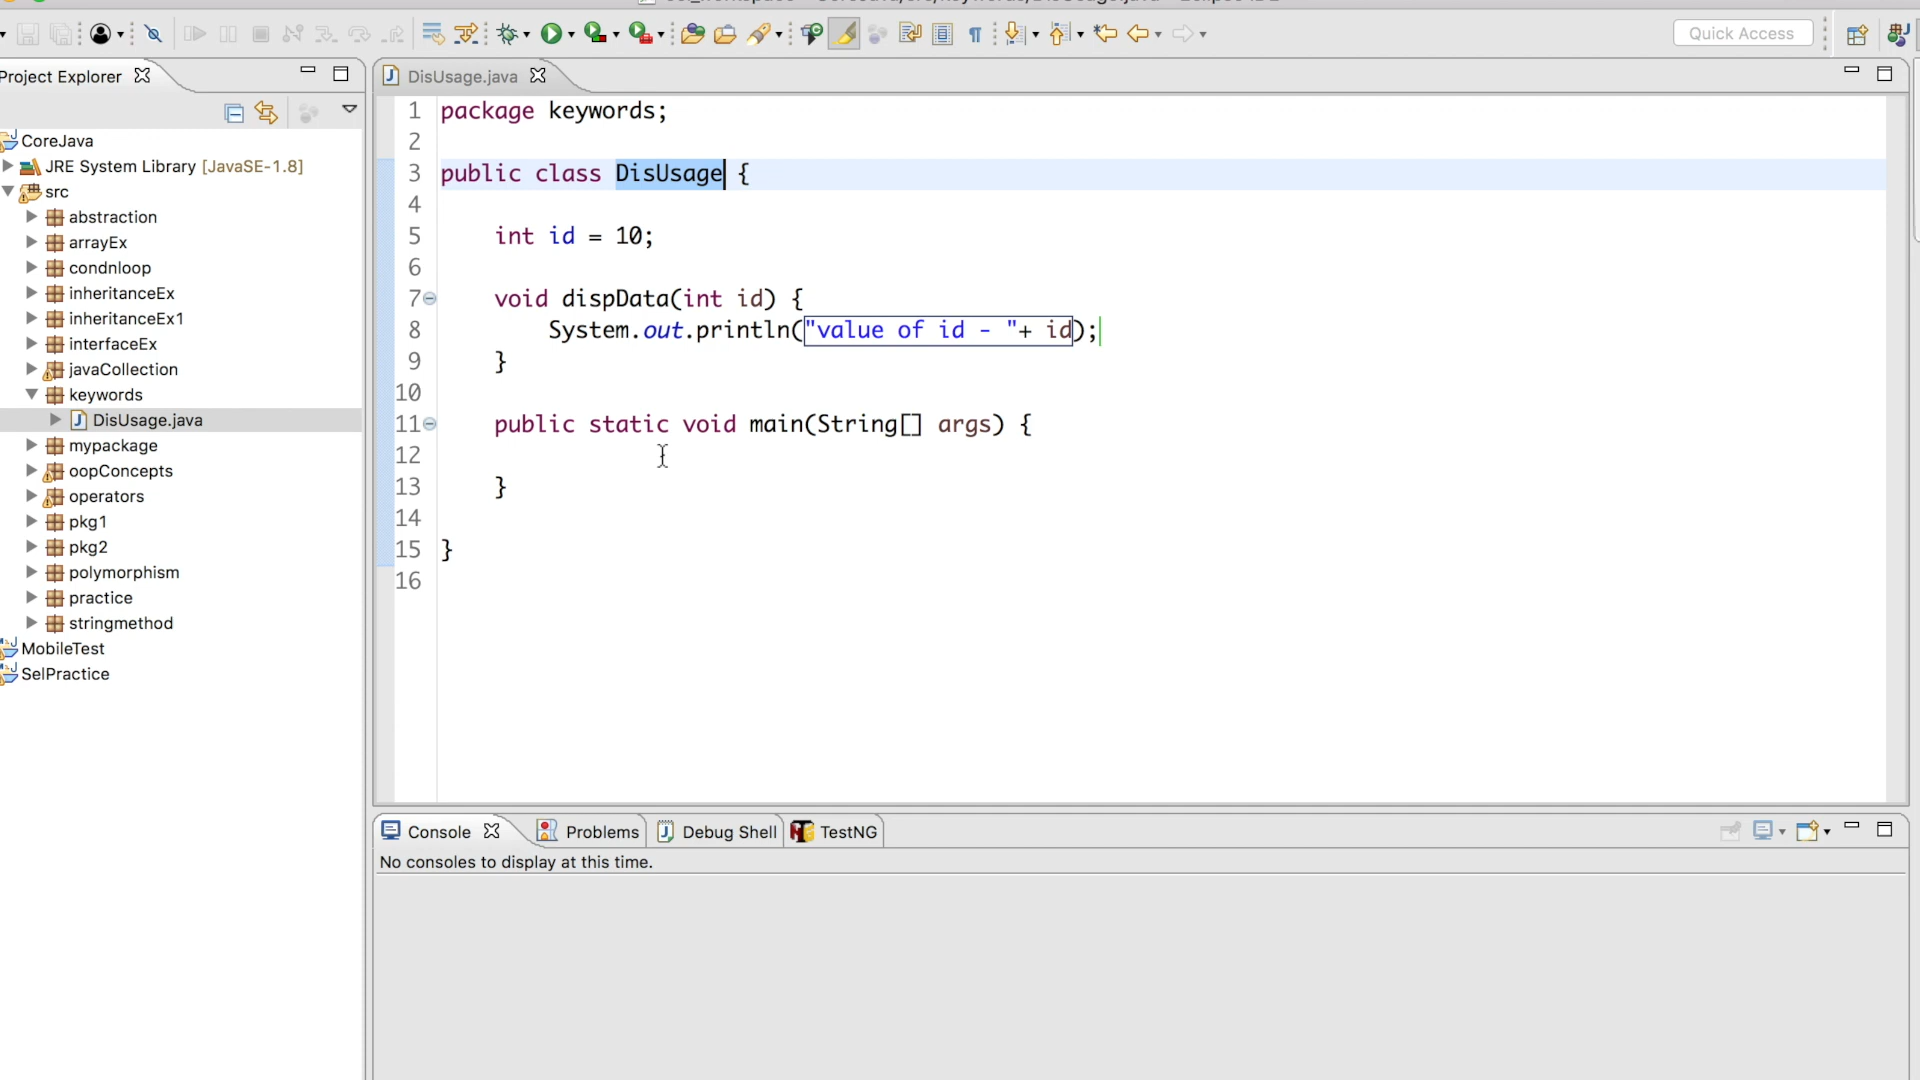 Quick Access
Project Explorer
DisUsage.java
CoreJava
JRE System Library [JavaSE-1.8]
src
abstraction
arrayEx
condnloop
inheritanceEx
inheritanceEx1
interfaceEx
javaCollection
keywords
DisUsage.java
mypackage
oopConcepts
operators
pkg1
pkg2
polymorphism
practice
stringmethod
MobileTest
SelPractice
1 package keywords;
2
3 public class DisUsage {
4
5 int id = 10;
6
7 void dispData(int id) {
8 System.out.println("value of id - "+ id);
9 }
10
11 public static void main(String[] args) {
12
13 }
14
15 }
16
Console Problems Debug Shell TestNG
No consoles to display at this time.